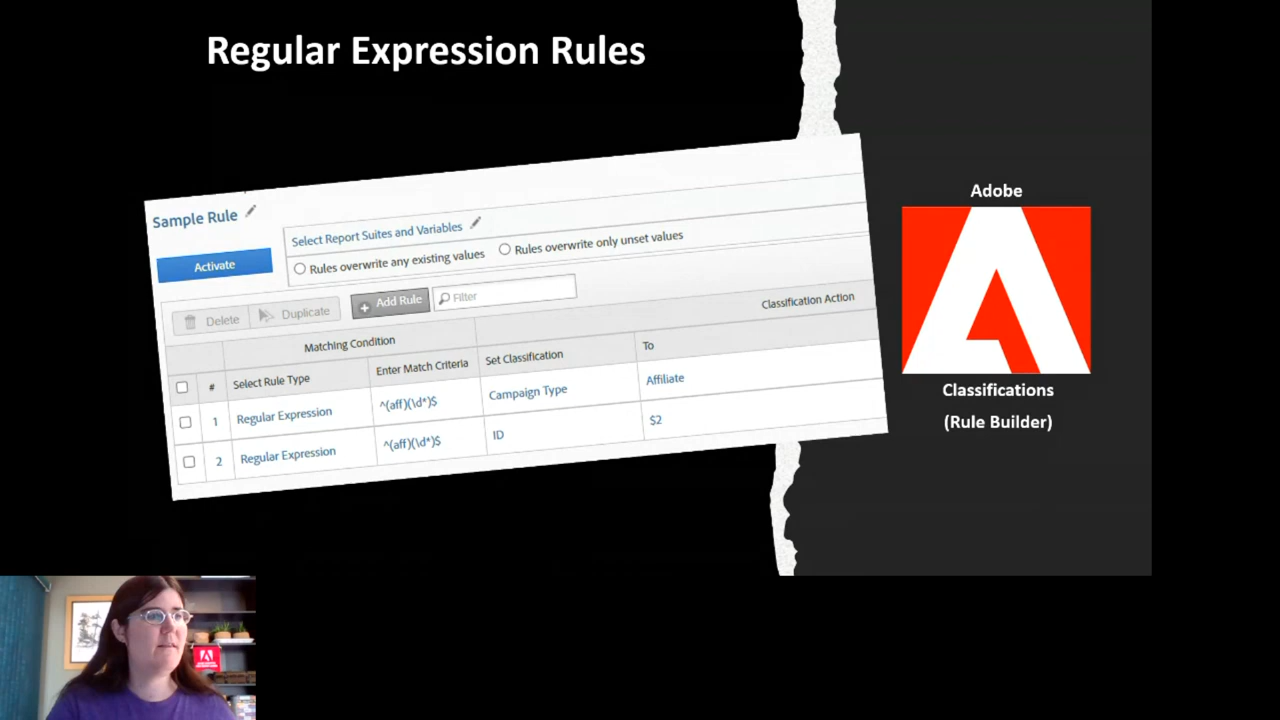 Regular Expression Rules
Sample Rule
Select Report Suites and Variables
Activate
Rules overwrite any existing values
Rules overwrite only unset values
Delete
Duplicate
Add Rule
Filter
Matching Condition
Classification Action
# Select Rule Type Enter Match Criteria Set Classification To
1 Regular Expression ^(aff)(\d*)$ Campaign Type Affiliate
2 Regular Expression ^(aff)(\d*)$ ID $2
Adobe
Classifications
(Rule Builder)